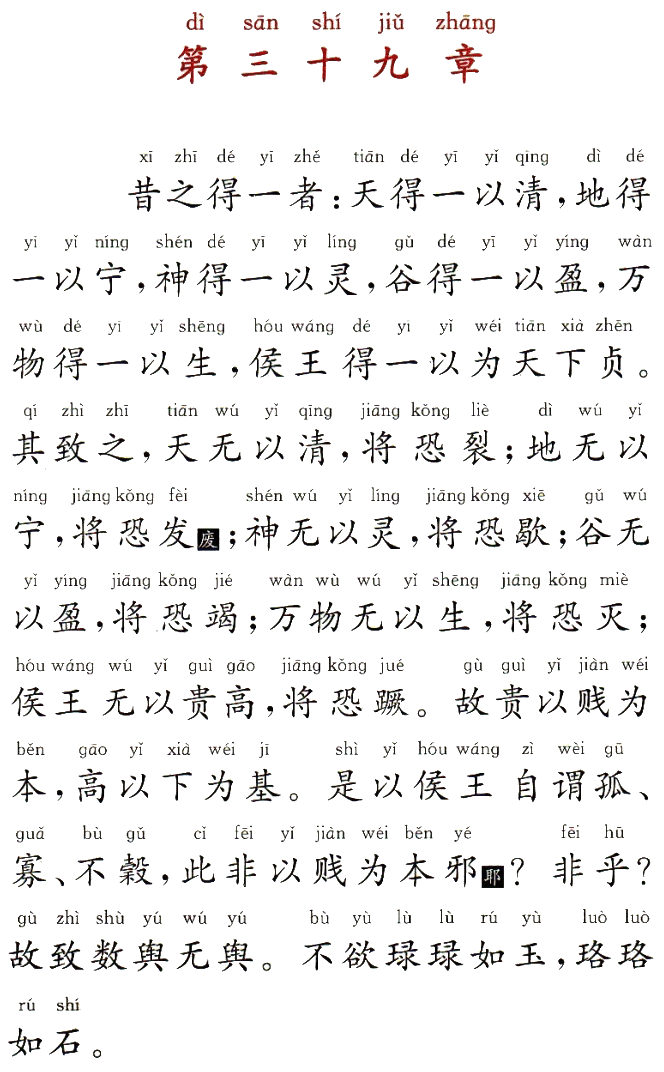 dì sān shí jiǔ zhāng
第三十九章
xī zhī dé yī zhě tiān dé yī yǐ qīng dì dé
昔之得一者：天得一以清，地得
yī yǐ níng shén dé yī yǐ líng gǔ dé yī yǐ yíng wàn
一以宁，神得一以灵，谷得一以盈，万
wù dé yī yǐ shēng hóu wáng dé yī yǐ wéi tiān xià zhēn
物得一以生，侯王得一以为天下贞。
qí zhì zhī tiān wú yǐ qīng jiāng kǒng liè dì wú yǐ
其致之，天无以清，将恐裂；地无以
níng jiāng kǒng fèi shén wú yǐ líng jiāng kǒng xiē gǔ wú
宁，将恐发废；神无以灵，将恐歇；谷无
yǐ yíng jiāng kǒng jié wàn wù wú yǐ shēng jiāng kǒng miè
以盈，将恐竭；万物无以生，将恐灭；
hóu wáng wú yǐ guì gāo jiāng kǒng jué gù guì yǐ jiàn wéi
侯王无以贵高，将恐蹶。故贵以贱为
běn gāo yǐ xià wéi jī shì yǐ hóu wáng zì wèi gū
本，高以下为基。是以侯王自谓孤、
guǎ bù gǔ cǐ fēi yǐ jiàn wéi běn yé fēi hū
寡、不穀，此非以贱为本邪耶？非乎？
gù zhì shù yú wú yú bù yù lù lù rú yù luò luò
故致数舆无舆。不欲琭琭如玉，珞珞
rú shí
如石。